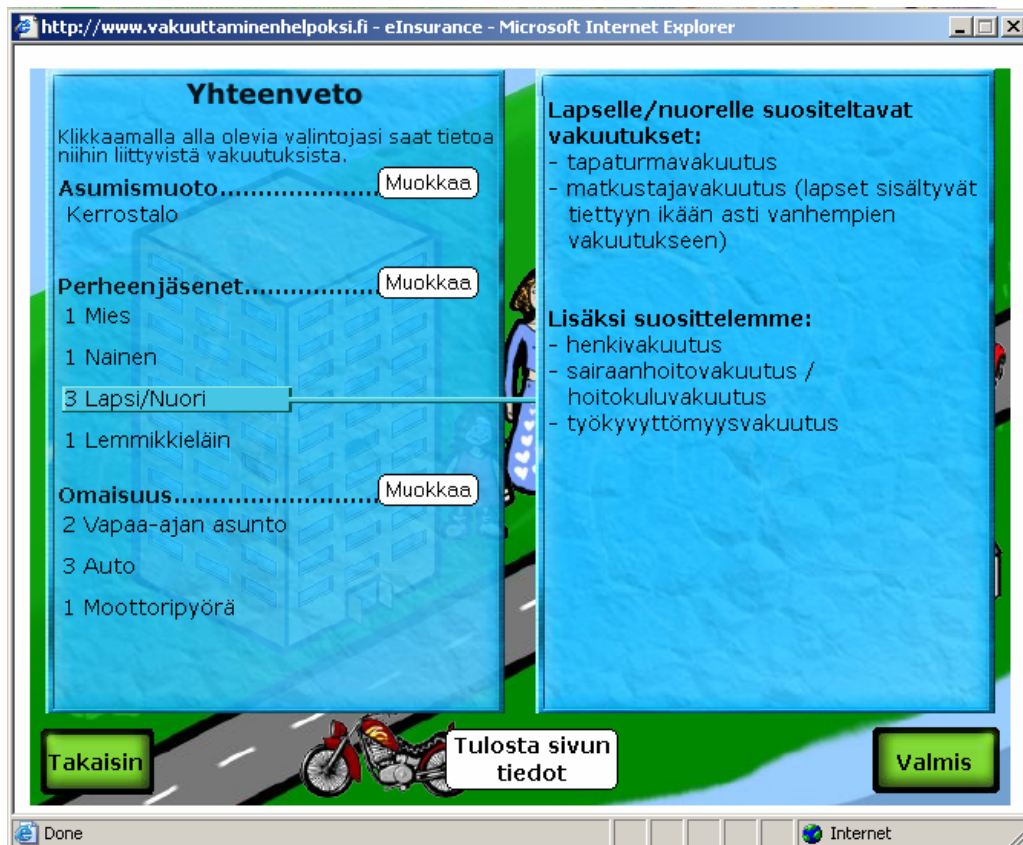 http://www.vakuuttaminenhelpoksi.fi - eInsurance - Microsoft Internet Explorer
Yhteenveto
Klikkaamalla alla olevia valintojasi saat tietoa
niihin liittyvistä vakuutuksista.
Asumismuoto..................... Muokkaa
Kerrostalo
Perheenjäsenet.................. Muokkaa
1 Mies
1 Nainen
3 Lapsi/Nuori
1 Lemmikkieläin
Omaisuus........................... Muokkaa
2 Vapaa-ajan asunto
3 Auto
1 Moottoripyörä
Lapselle/nuorelle suositeltavat
vakuutukset:
- tapaturmavakuutus
- matkustajavakuutus (lapset sisältyvät
tiettyyn ikään asti vanhempien
vakuutukseen)
Lisäksi suosittelemme:
- henkivakuutus
- sairaanhoitovakuutus /
hoitokuluvakuutus
- työkyvyttömyysvakuutus
Takaisin
Tulosta sivun
tiedot
Valmis
Done
Internet